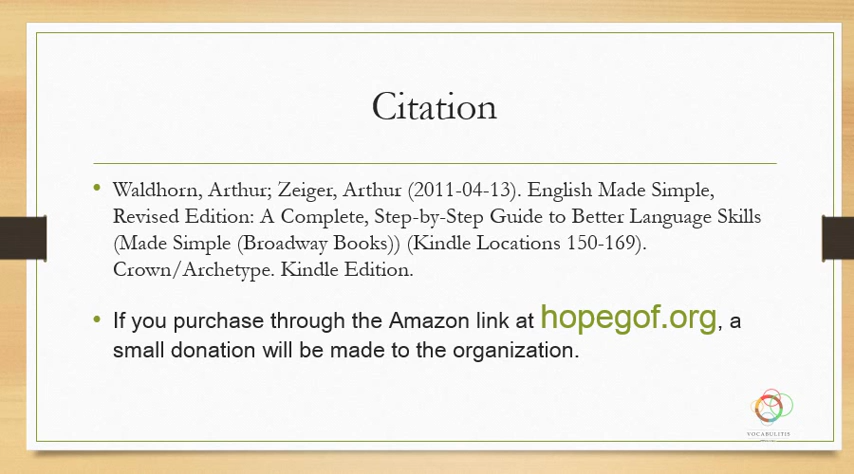 Citation
Waldhorn, Arthur; Zeiger, Arthur (2011-04-13). English Made Simple,
Revised Edition: A Complete, Step-by-Step Guide to Better Language Skills
(Made Simple (Broadway Books)) (Kindle Locations 150-169).
Crown/Archetype. Kindle Edition.
If you purchase through the Amazon link at hopegof.org, a
small donation will be made to the organization.
VOCABULITIS